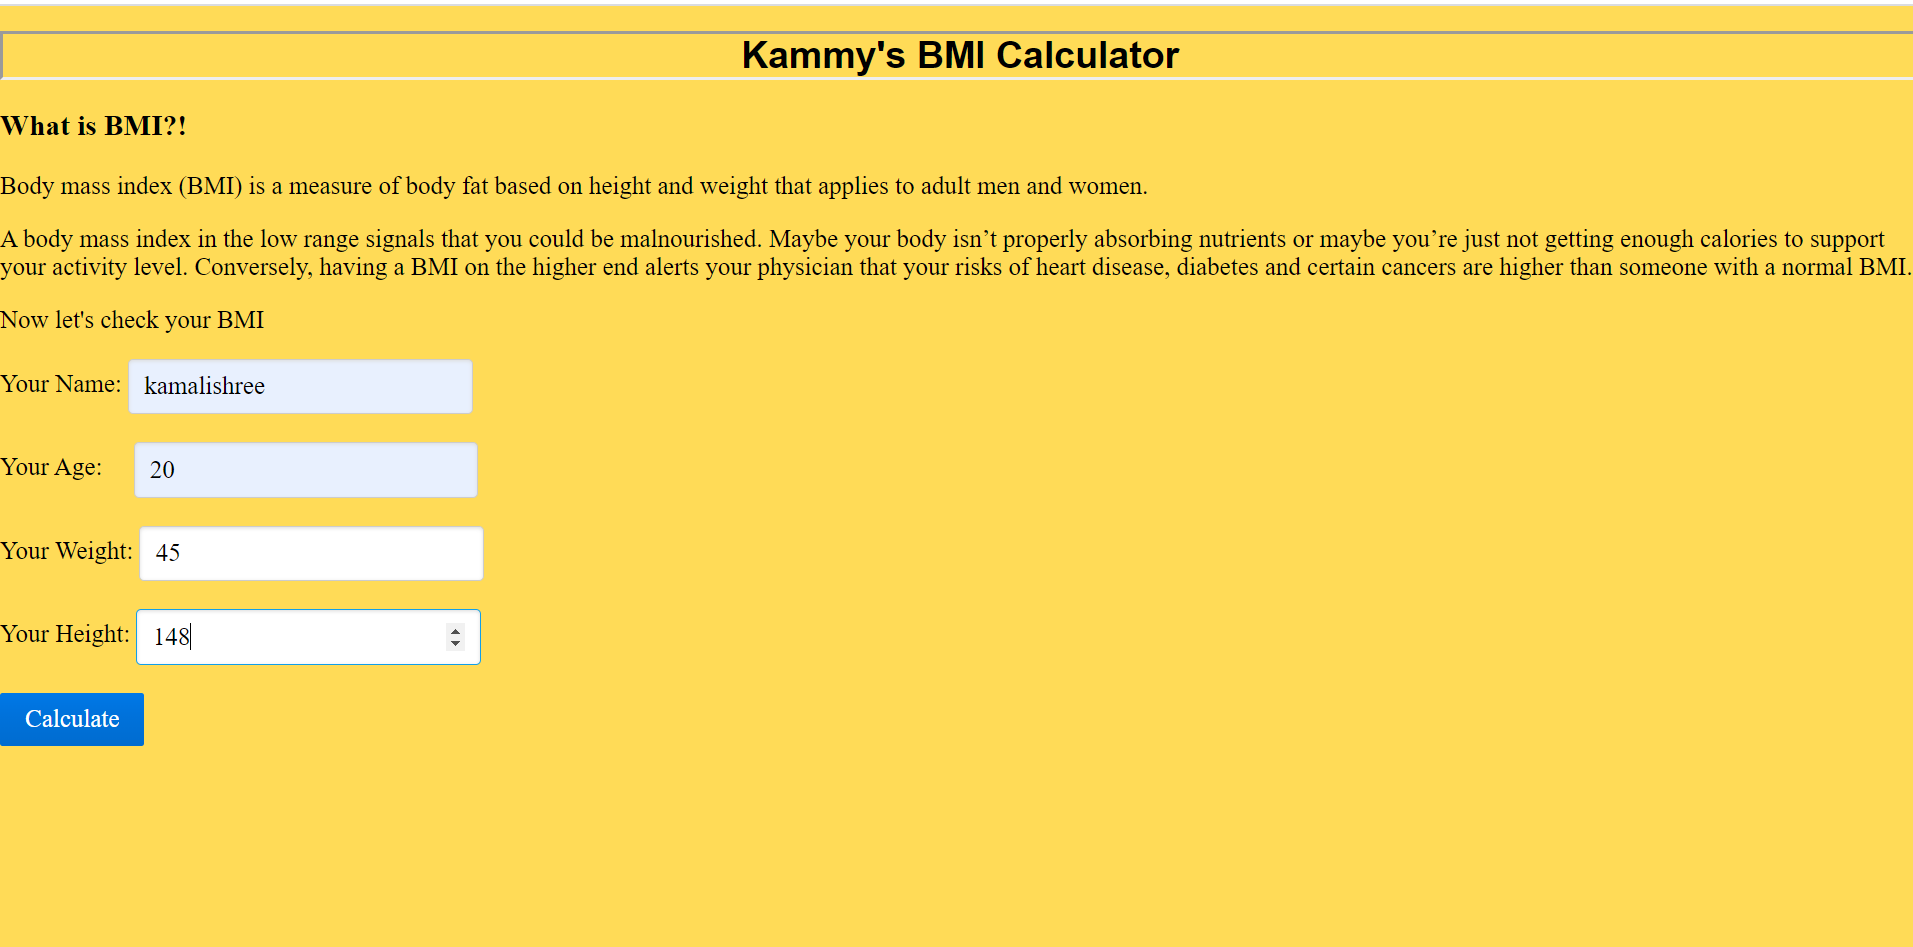 Kammy's BMI Calculator
What is BMI?!
Body mass index (BMI) is a measure of body fat based on height and weight that applies to adult men and women.
A body mass index in the low range signals that you could be malnourished. Maybe your body isn’t properly absorbing nutrients or maybe you’re just not getting enough calories to support
your activity level. Conversely, having a BMI on the higher end alerts your physician that your risks of heart disease, diabetes and certain cancers are higher than someone with a normal BMI.
Now let's check your BMI
Your Name: kamalishree
Your Age: 20
Your Weight: 45
Your Height: 148
Calculate